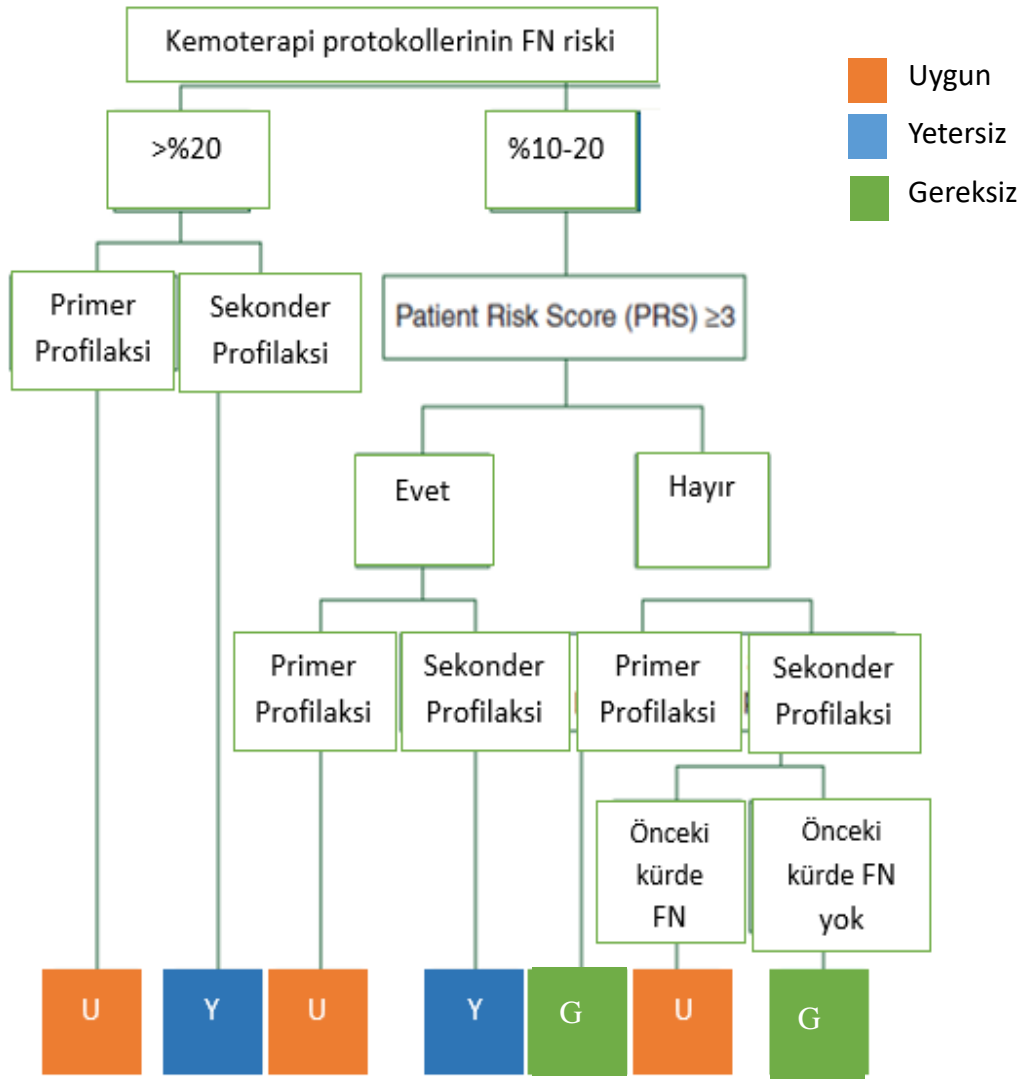 Kemoterapi protokollerinin FN riski
Uygun
Yetersiz
Gereksiz
>%20
%10-20
Primer
Profilaksi
Sekonder
Profilaksi
Patient Risk Score (PRS) ≥3
Evet
Hayır
Primer
Profilaksi
Sekonder
Profilaksi
Primer
Profilaksi
Sekonder
Profilaksi
Önceki
kürde
FN
Önceki
kürde FN
yok
U
Y
U
Y
G
U
G